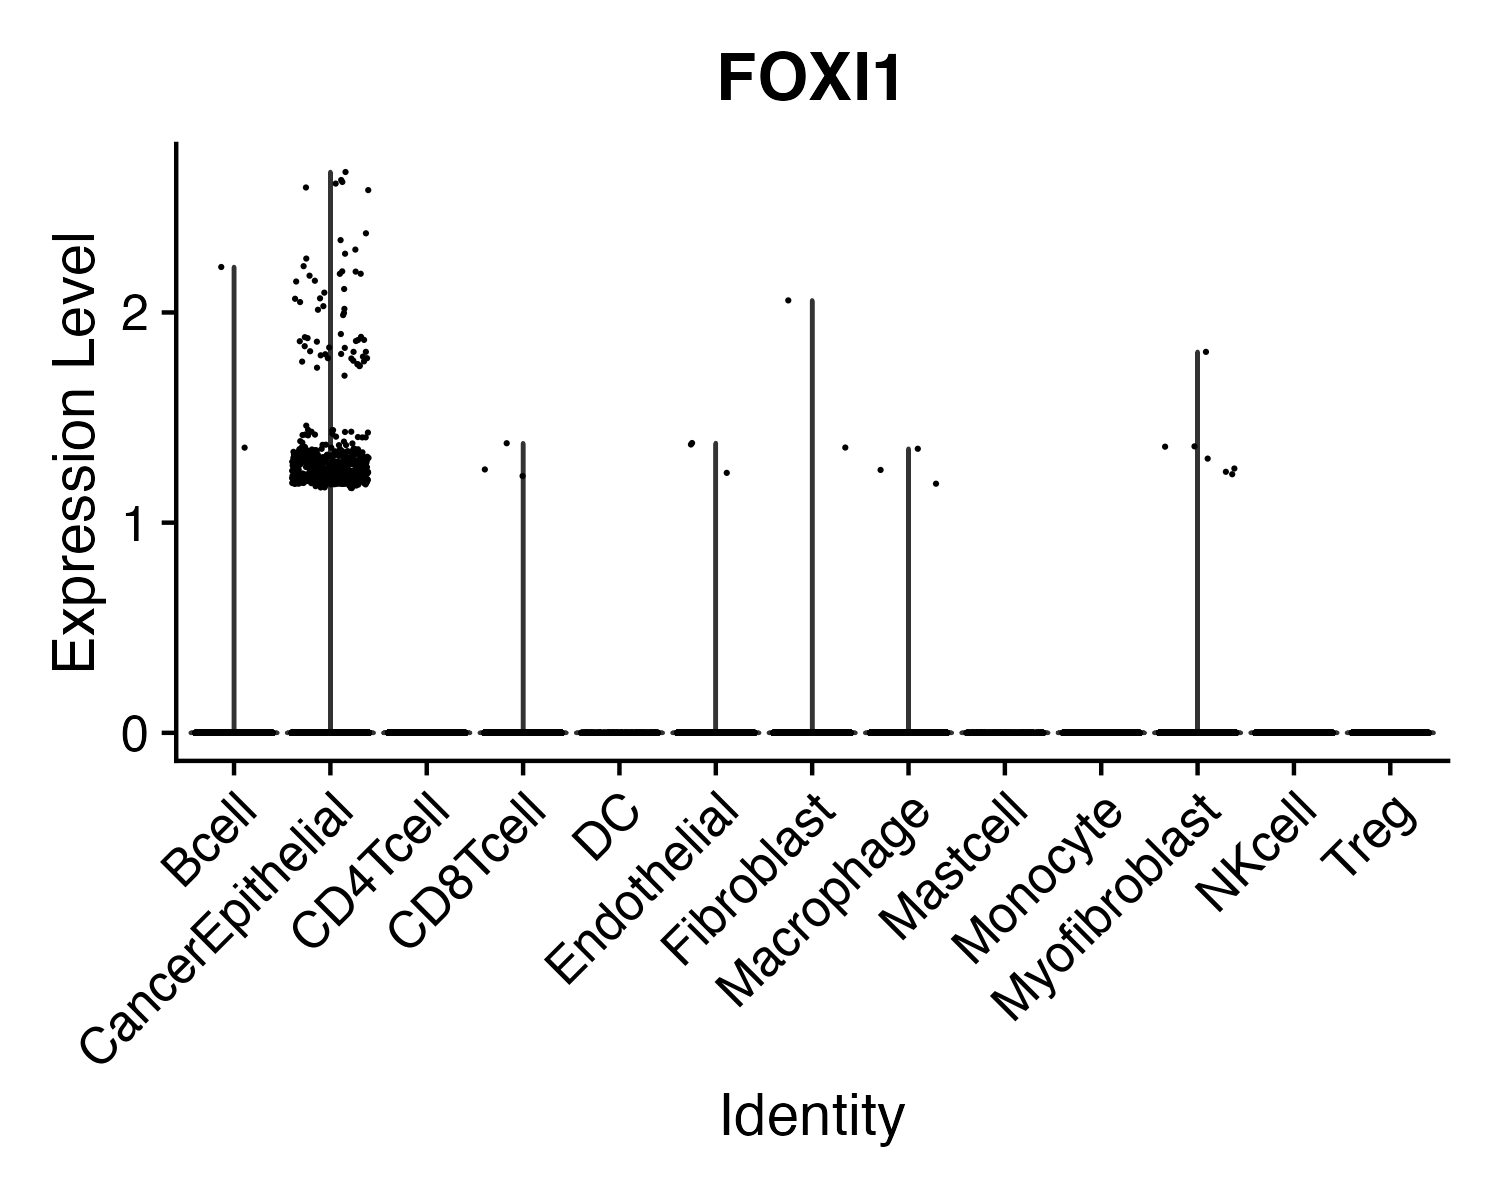 FOXI1
Expression Level
2
1
0
Bcell
CancerEpithelial
CD4Tcell
CD8Tcell
DC
Endothelial
Fibroblast
Macrophage
Mastcell
Monocyte
Myofibroblast
NKcell
Treg
Identity